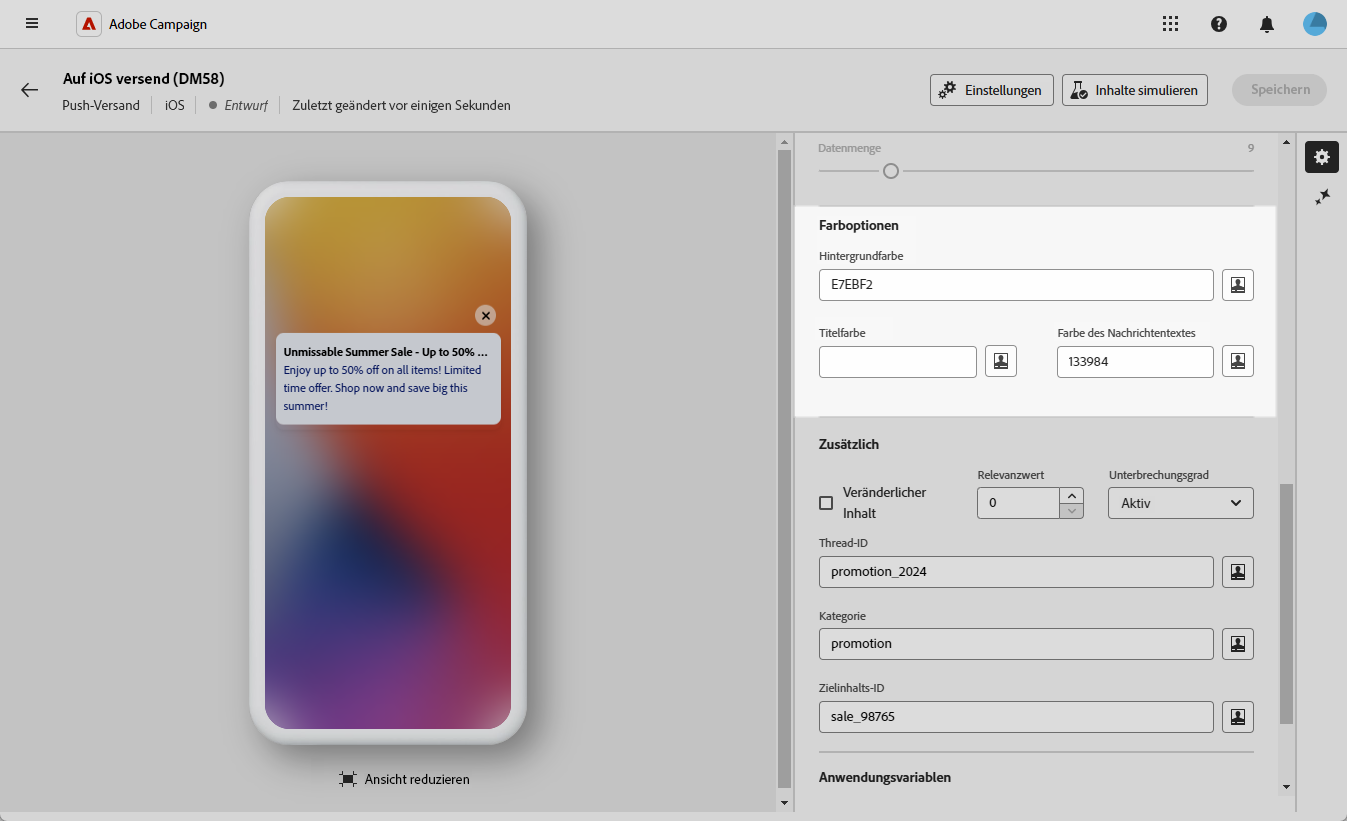 Adobe Campaign
Auf iOS versend (DM58)
Push-Versand
iOS
Entwurf
Zuletzt geändert vor einigen Sekunden
Einstellungen
Inhalte simulieren
Speichern
Unmissable Summer Sale - Up to 50% ...
Enjoy up to 50% off on all items! Limited
time offer. Shop now and save big this
summer!
Ansicht reduzieren
Datenmenge
9
Farboptionen
Hintergrundfarbe
E7EBF2
Titelfarbe
Farbe des Nachrichtentextes
133984
Zusätzlich
Veränderlicher
Inhalt
Relevanzwert
0
Unterbrechungsgrad
Aktiv
Thread-ID
promotion_2024
Kategorie
promotion
Zielinhalts-ID
sale_98765
Anwendungsvariablen